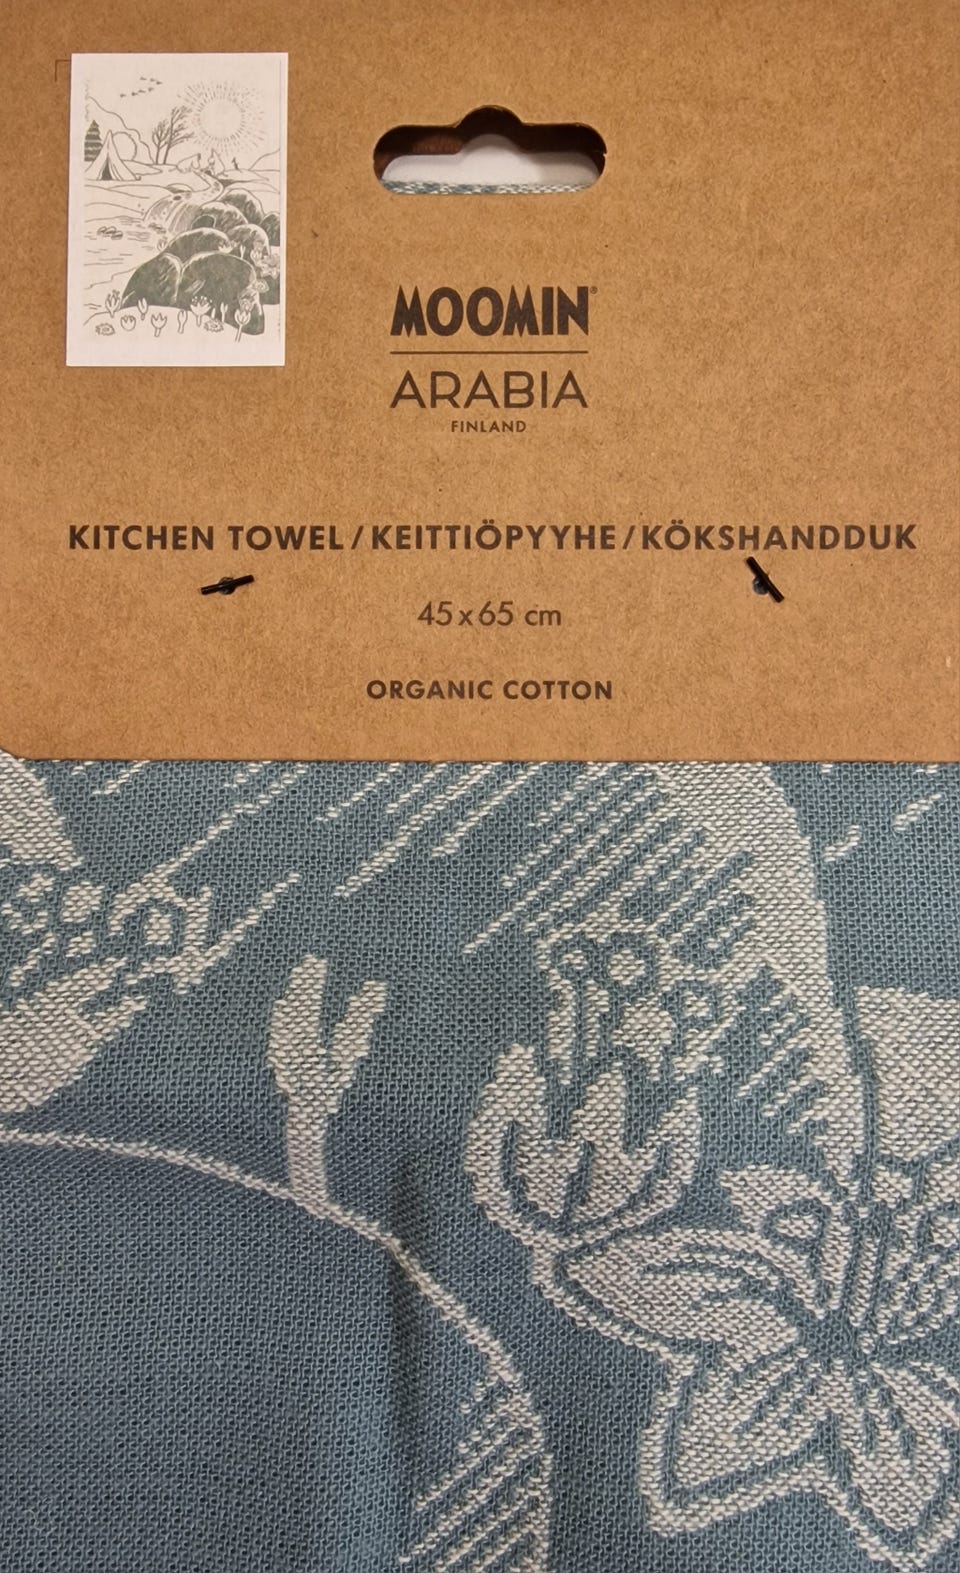 MOOMIN®
ARABIA
FINLAND
KITCHEN TOWEL/KEITTIÖPYYHE/KÖKSHANDDUK
45 x 65 cm
ORGANIC COTTON